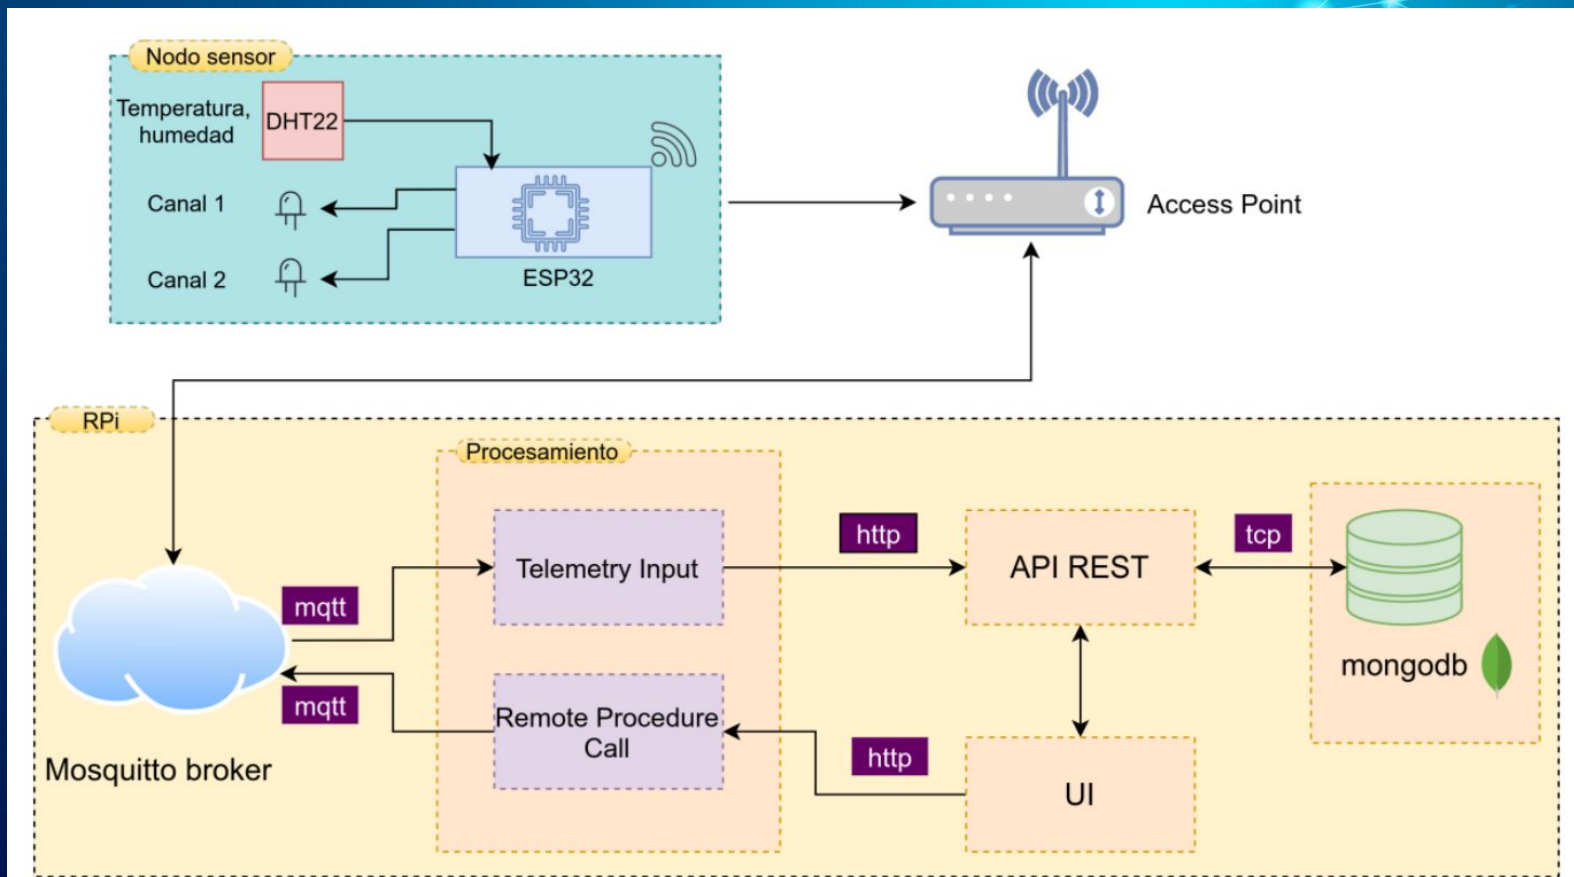 Nodo sensor
Temperatura,
humedad
DHT22
Canal 1
Canal 2
ESP32
Access Point
RPi
Procesamiento
Telemetry Input
http
API REST
tcp
mqtt
mongodb
mqtt
Remote Procedure
Call
http
UI
Mosquitto broker